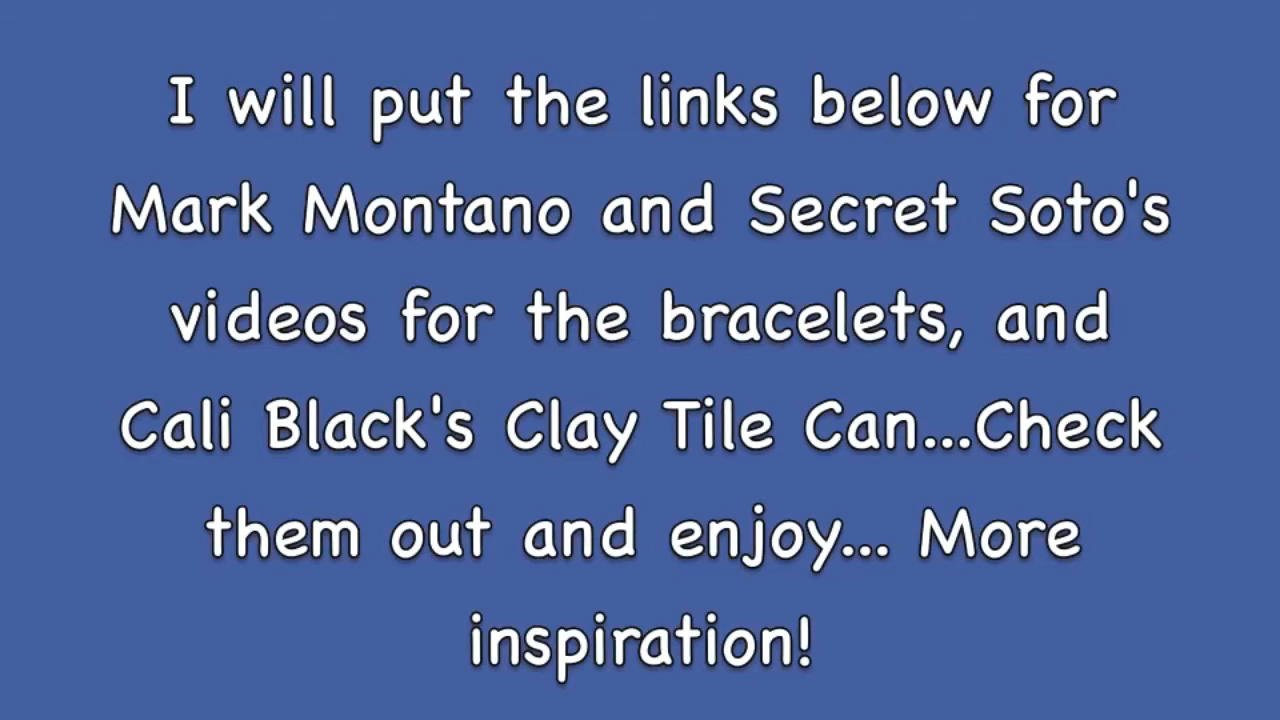 I will put the links below for
Mark Montano and Secret Soto's
videos for the bracelets, and
Cali Black's Clay Tile Can...Check
them out and enjoy... More
inspiration!